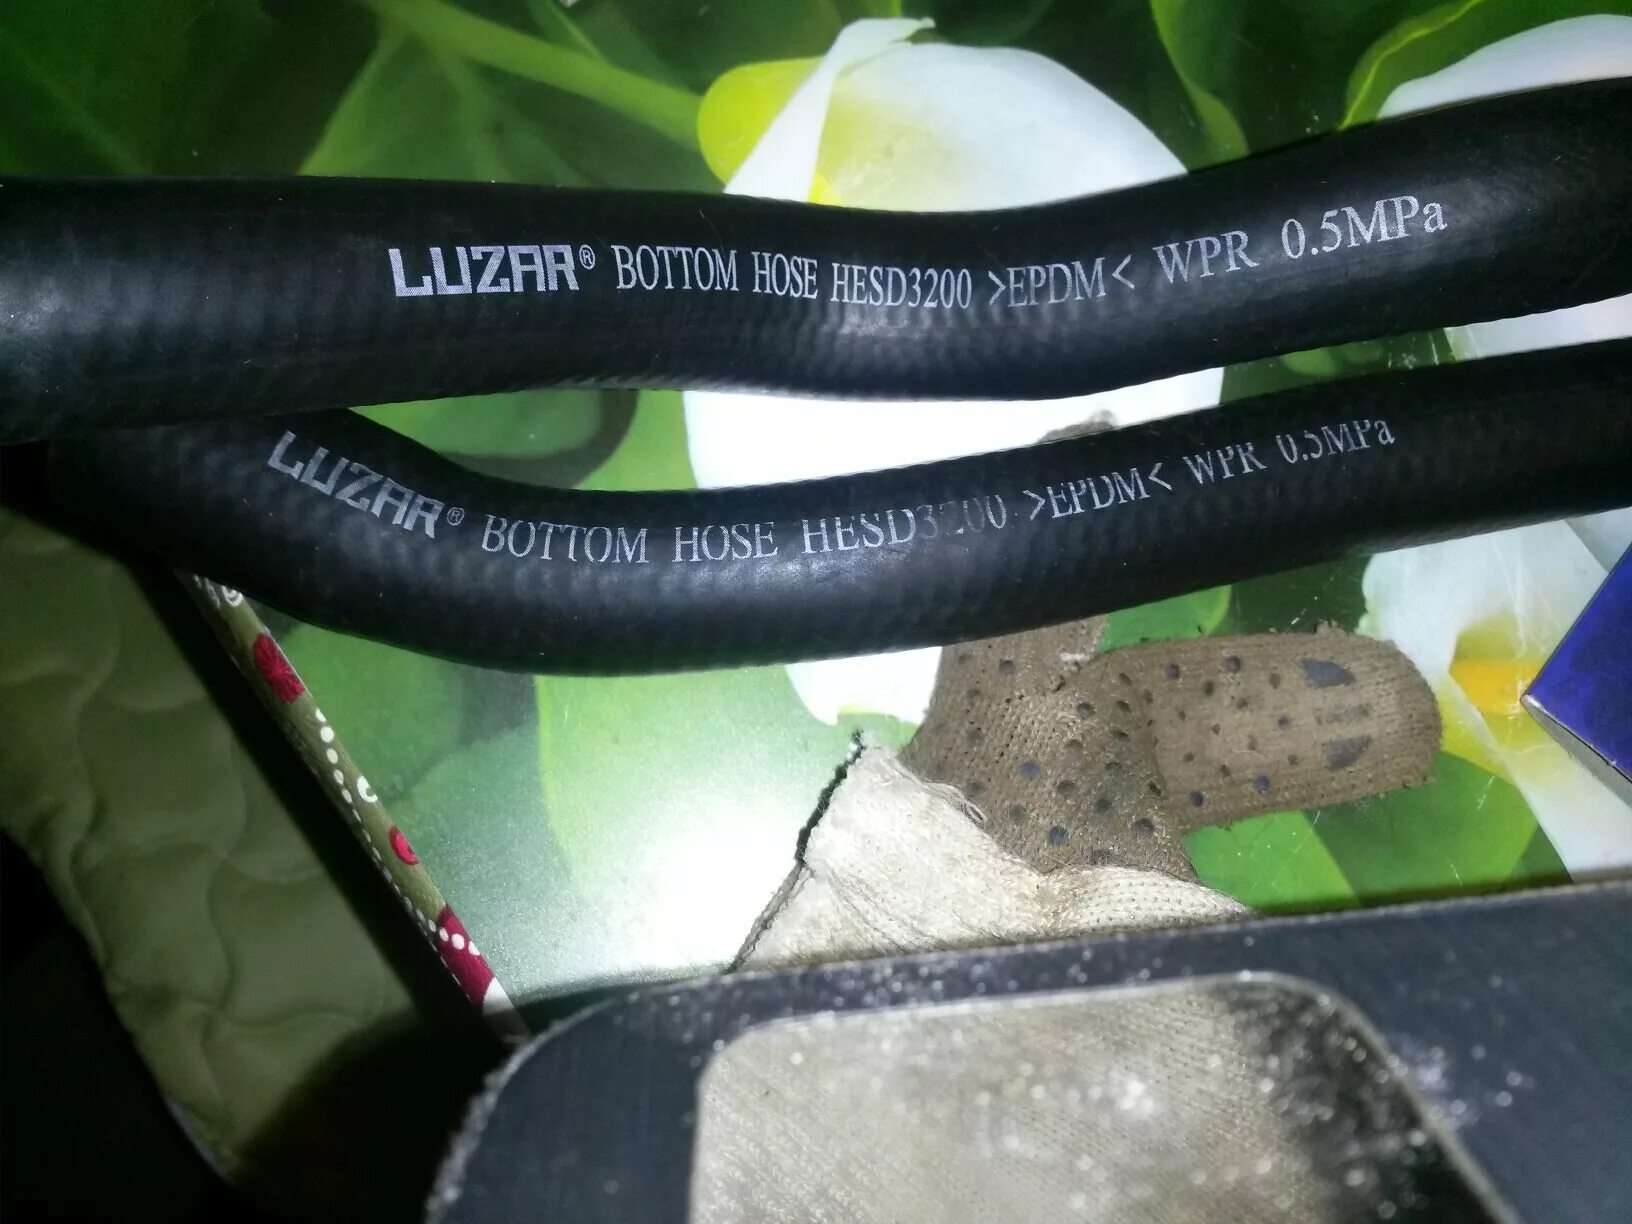 LUZAR® BOTTOM HOSE HESD3200 >EPDM< WPR 0.5MPa
LUZAR® BOTTOM HOSE HESD3200 >EPDM< WPR 0.5MPa